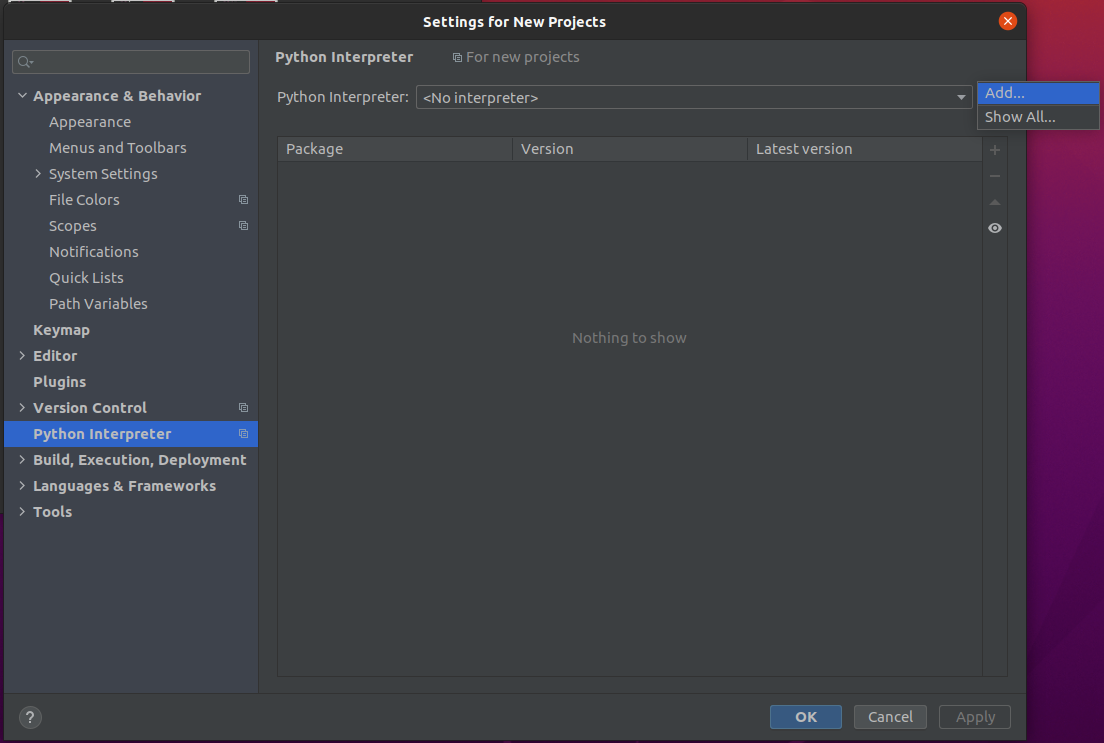 Settings for New Projects
Python Interpreter
For new projects
Python Interpreter:
<No interpreter>
Add...
Show All...
Package
Version
Latest version
Nothing to show
Appearance & Behavior
Appearance
Menus and Toolbars
System Settings
File Colors
Scopes
Notifications
Quick Lists
Path Variables
Keymap
Editor
Plugins
Version Control
Python Interpreter
Build, Execution, Deployment
Languages & Frameworks
Tools
?
OK
Cancel
Apply